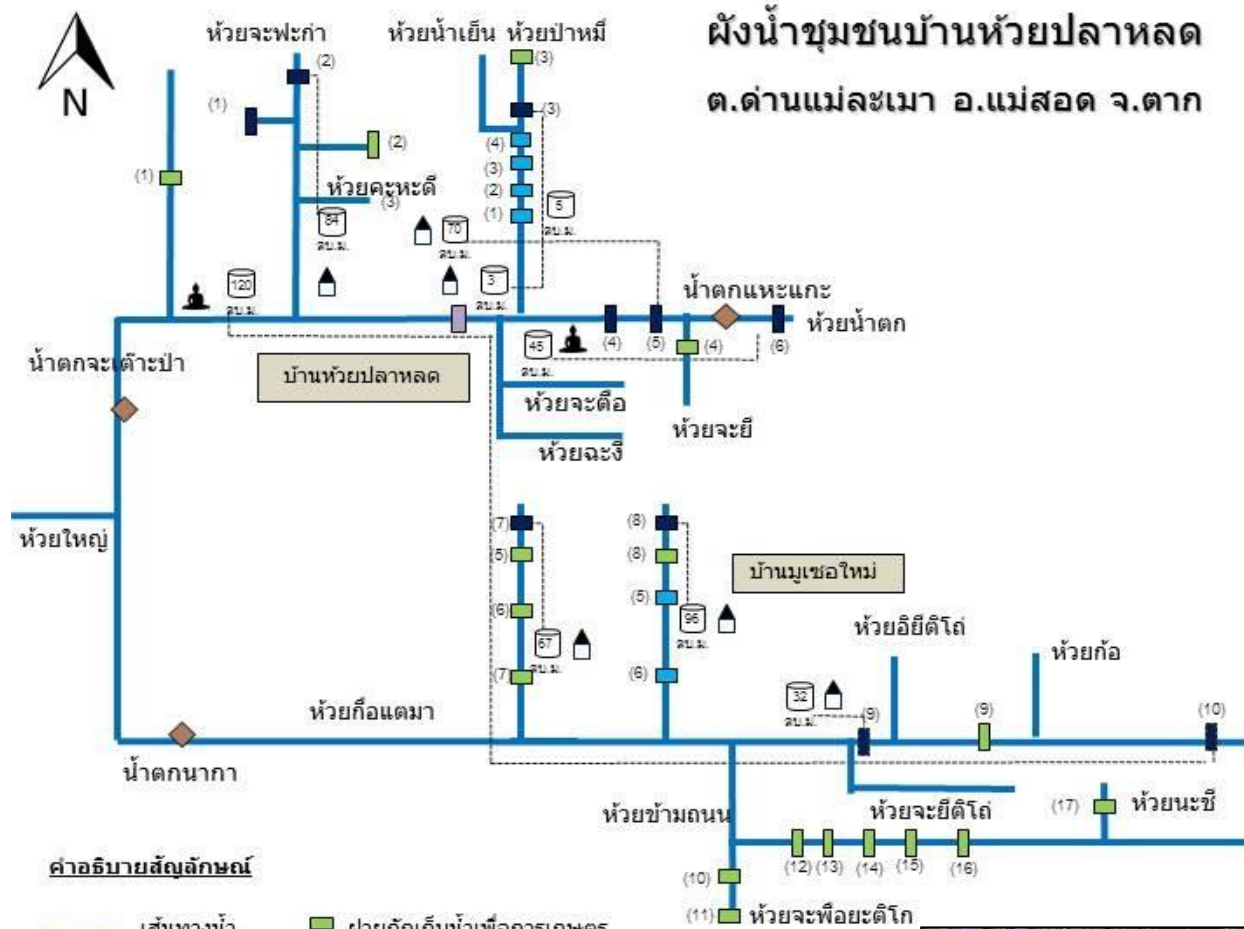 ผังน้ำชุมชนบ้านห้วยปลาหลด
ต.ด่านแม่ละเมา อ.แม่สอด จ.ตาก
N
ห้วยจะฟะกำ
ห้วยน้ำเย็น
ห้วยป่าหมี
(2)
(3)
(1)
(3)
(2)
(4)
(3)
(1)
ห้วยคะหะดี
(2)
(3)
(1)
84
ลบ.ม.
70
ลบ.ม.
5
ลบ.ม.
120
ลบ.ม.
3
ลบ.ม.
น้ำตกแหะแกะ
ห้วยน้ำตก
(4)
(5)
(4)
(6)
45
ลบ.ม.
น้ำตกจะเต๊าะป่า
บ้านห้วยปลาหลด
ห้วยจะตือ
ห้วยจะยี
ห้วยฉะงี
ห้วยใหญ่
(7)
(8)
(5)
(8)
บ้านมูเซอใหม่
(5)
(6)
96
ลบ.ม.
67
ลบ.ม.
(7)
(6)
ห้วยอิยีติโถ่
ห้วยก้อ
32
ลบ.ม.
(9)
(9)
(10)
ห้วยกื้อแตมา
น้ำตกนากา
ห้วยข้ามถนน
ห้วยจะยีติโถ่
(17)
ห้วยนะซี
(12)
(13)
(14)
(15)
(16)
(10)
(11)
ห้วยจะพือยะติโก
คำอธิบายสัญลักษณ์
เส้นทางน้ำ
ฝายกักเก็บน้ำเพื่อการเกษตร